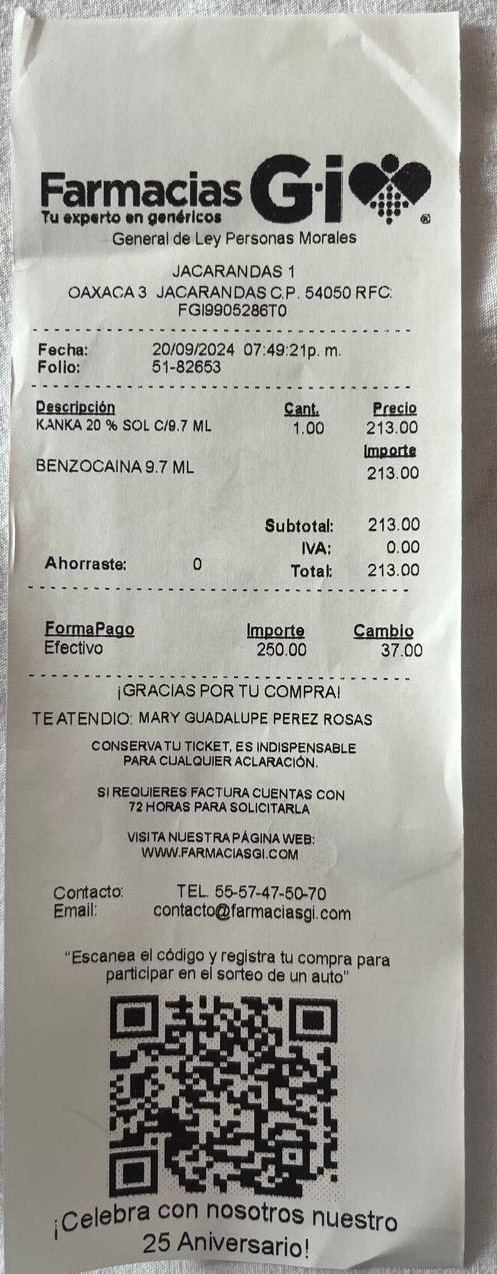 Farmacias G·i ®
Tu experto en genéricos
General de Ley Personas Morales
JACARANDAS 1
OAXACA 3 JACARANDAS C.P. 54050 RFC:
FGI9905286T0
Fecha: 20/09/2024 07:49:21p. m.
Folio: 51-82653
Descripción Cant. Precio
KANKA 20 % SOL C/9.7 ML 1.00 213.00
Importe
BENZOCAINA 9.7 ML 213.00
Subtotal: 213.00
IVA: 0.00
Ahorraste: 0 Total: 213.00
FormaPago Importe Cambio
Efectivo 250.00 37.00
¡GRACIAS POR TU COMPRA!
TE ATENDIO: MARY GUADALUPE PEREZ ROSAS
CONSERVA TU TICKET, ES INDISPENSABLE
PARA CUALQUIER ACLARACIÓN.
SI REQUIERES FACTURA CUENTAS CON
72 HORAS PARA SOLICITARLA
VISITA NUESTRA PÁGINA WEB:
WWW.FARMACIASGI.COM
Contacto: TEL. 55-57-47-50-70
Email: contacto@farmaciasgi.com
"Escanea el código y registra tu compra para
participar en el sorteo de un auto"
¡Celebra con nosotros nuestro
25 Aniversario!